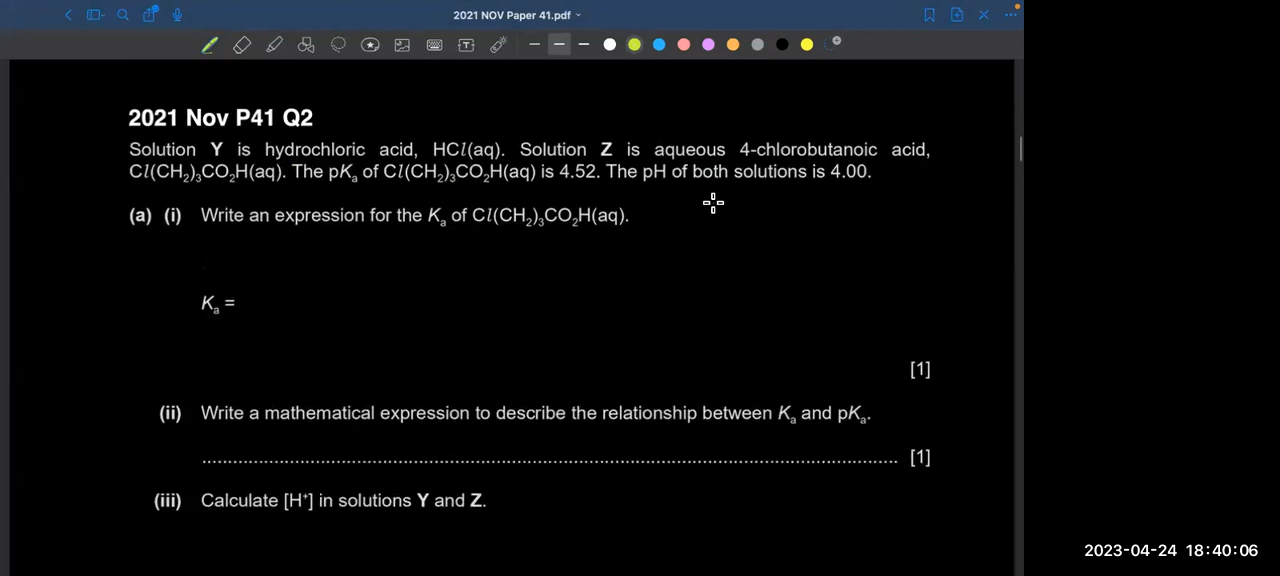 2021 NOV Paper 41.pdf
2021 Nov P41 Q2
Solution Y is hydrochloric acid, HCl(aq). Solution Z is aqueous 4-chlorobutanoic acid,
Cl(CH₂)₃CO₂H(aq). The pKₐ of Cl(CH₂)₃CO₂H(aq) is 4.52. The pH of both solutions is 4.00.
(a) (i) Write an expression for the Kₐ of Cl(CH₂)₃CO₂H(aq).
Kₐ =
[1]
(ii) Write a mathematical expression to describe the relationship between Kₐ and pKₐ.
.......................................................................................................................... [1]
(iii) Calculate [H⁺] in solutions Y and Z.
2023-04-24 18:40:06